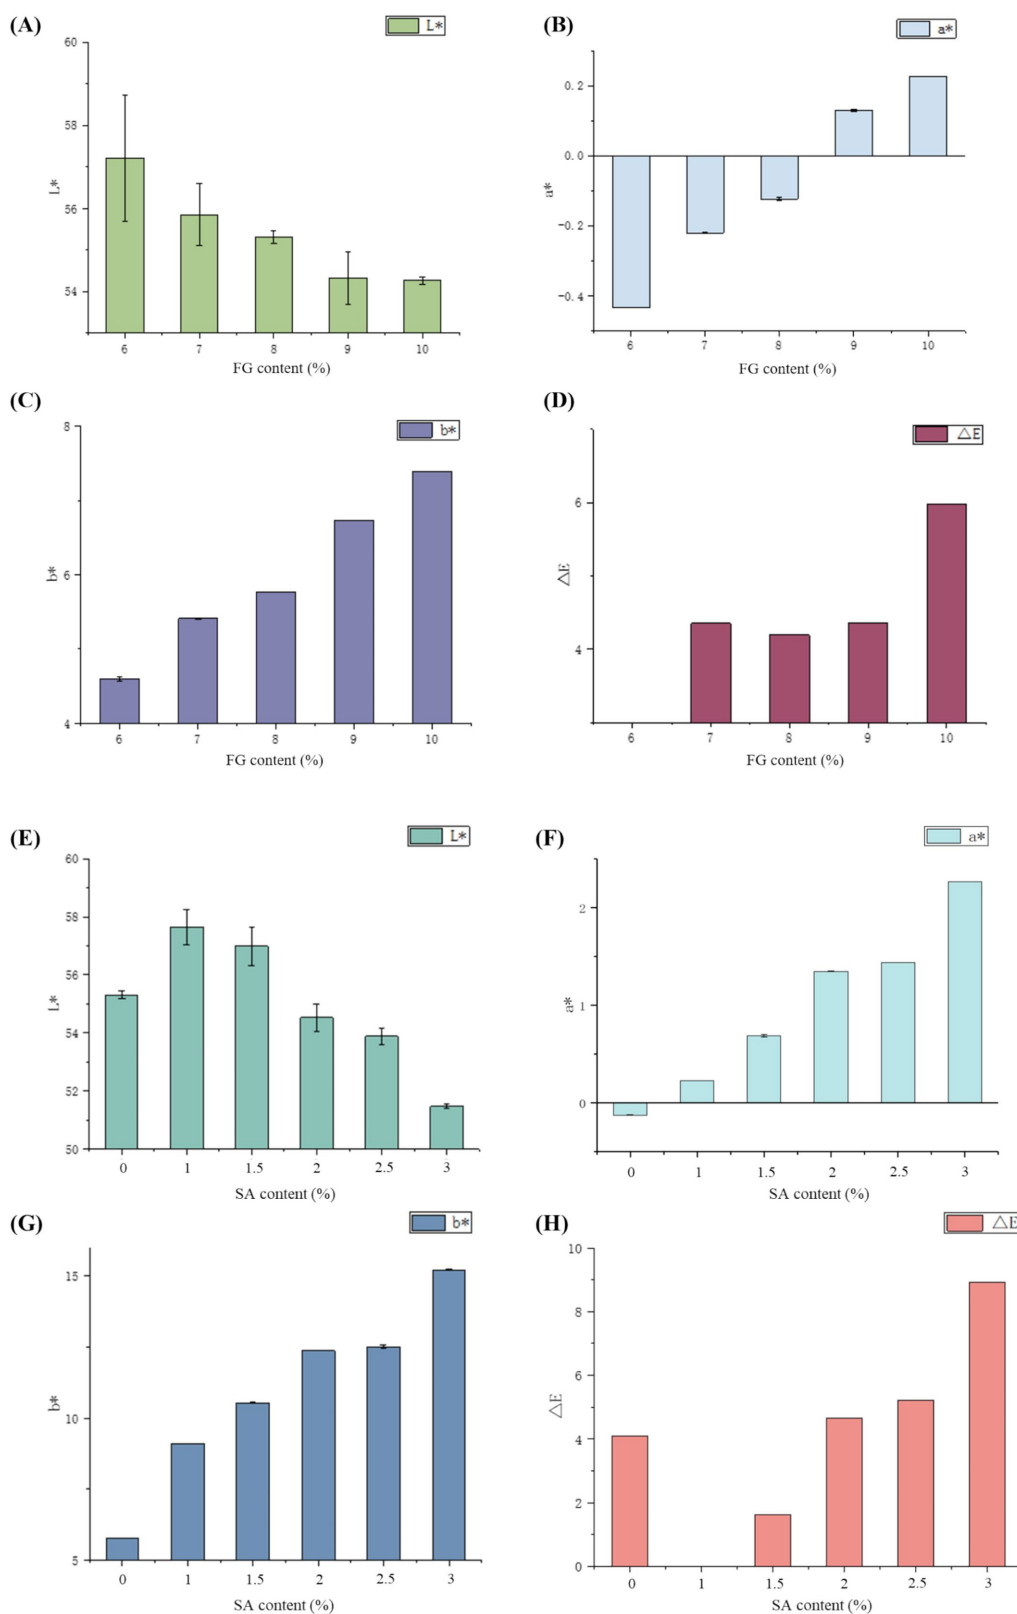 (A)
L*
60
58
56
54
L*
6 7 8 9 10
FG content (%)
(B)
a*
0.2
0.0
-0.2
-0.4
a*
6 7 8 9 10
FG content (%)
(C)
b*
8
6
4
b*
6 7 8 9 10
FG content (%)
(D)
△E
6
4
△E
6 7 8 9 10
FG content (%)
(E)
L*
60
58
56
54
52
50
L*
0 1 1.5 2 2.5 3
SA content (%)
(F)
a*
2
1
0
a*
0 1 1.5 2 2.5 3
SA content (%)
(G)
b*
15
10
5
b*
0 1 1.5 2 2.5 3
SA content (%)
(H)
△E
10
8
6
4
2
0
△E
0 1 1.5 2 2.5 3
SA content (%)